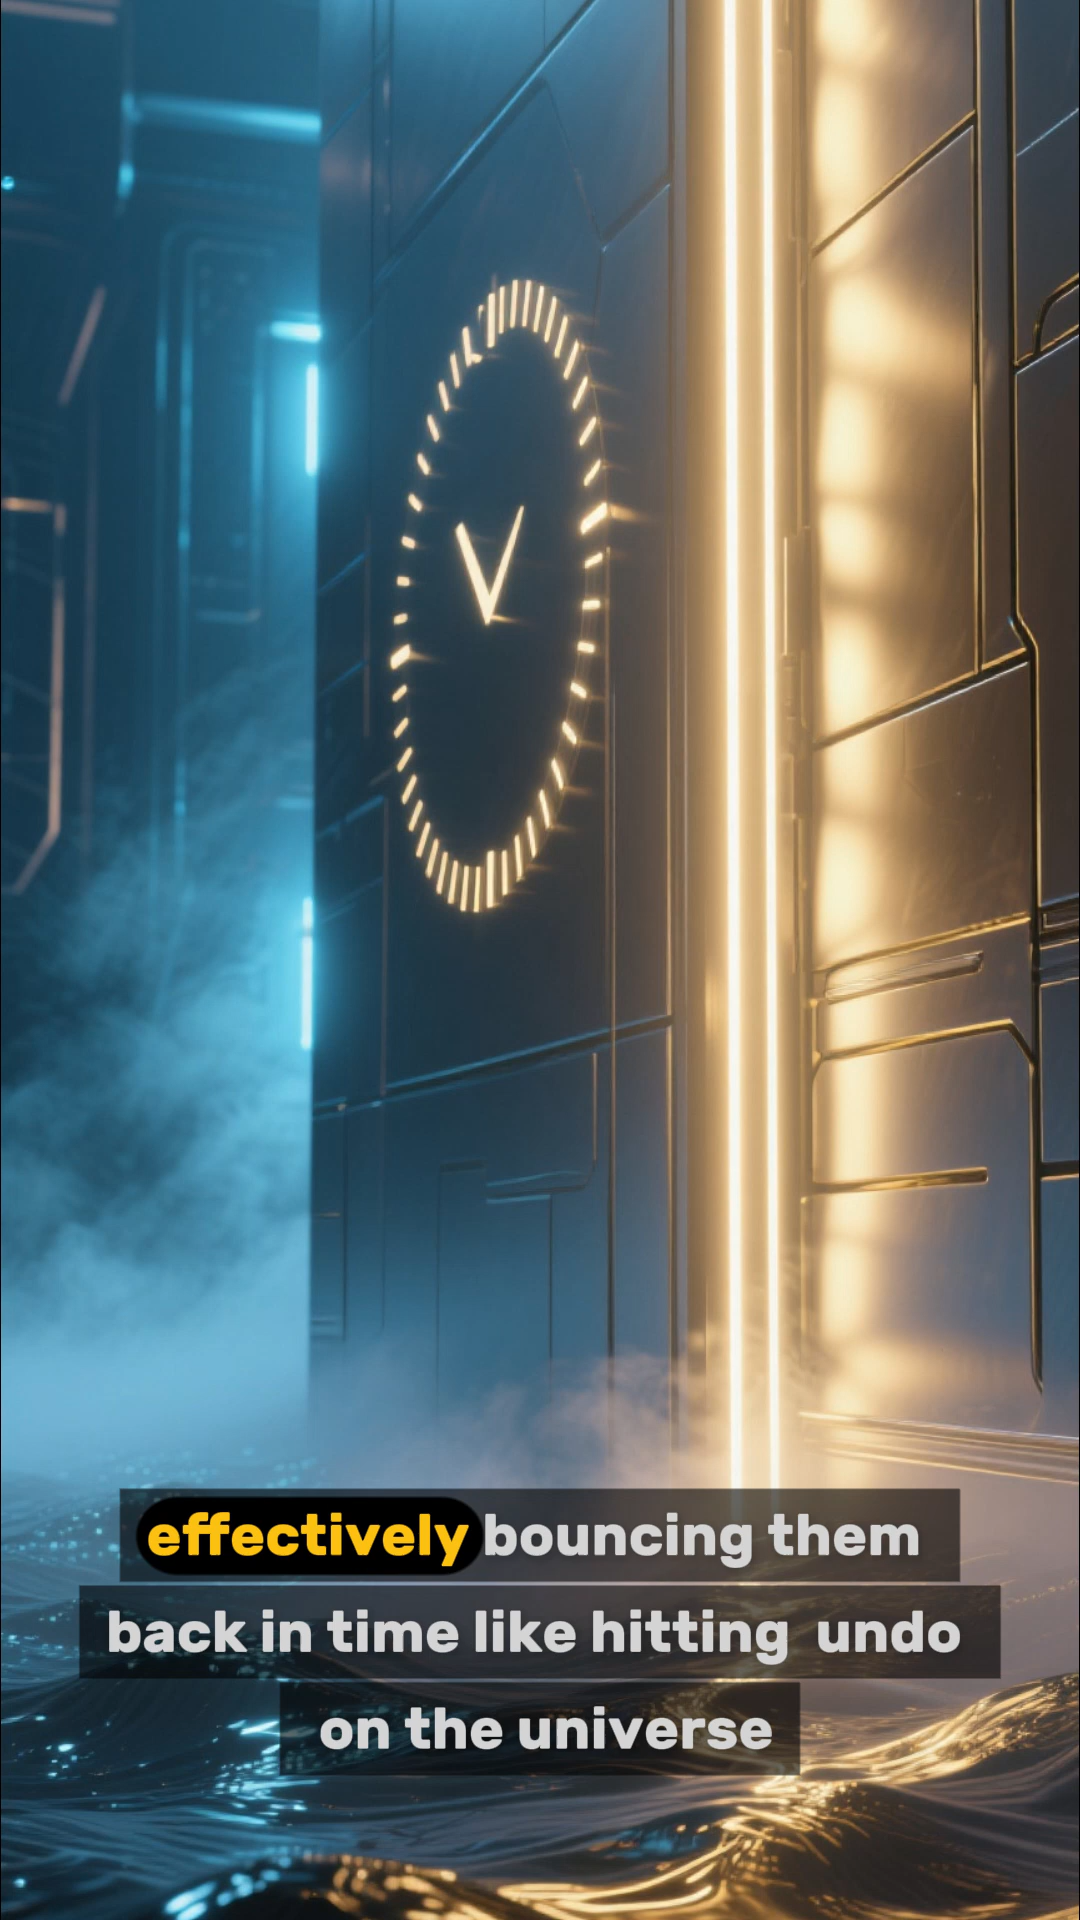 effectively bouncing them
back in time like hitting undo
on the universe